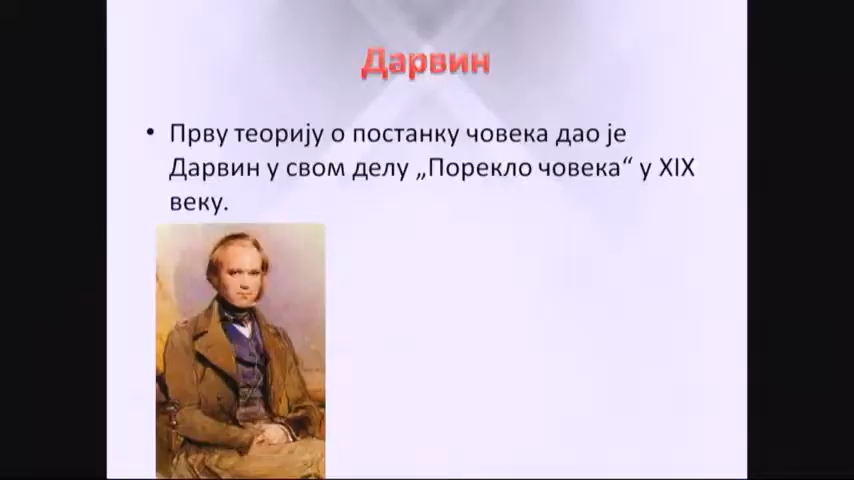 Дарвин
• Прву теорију о постанку човека дао је
Дарвин у свом делу „Порекло човека“ у XIX
веку.